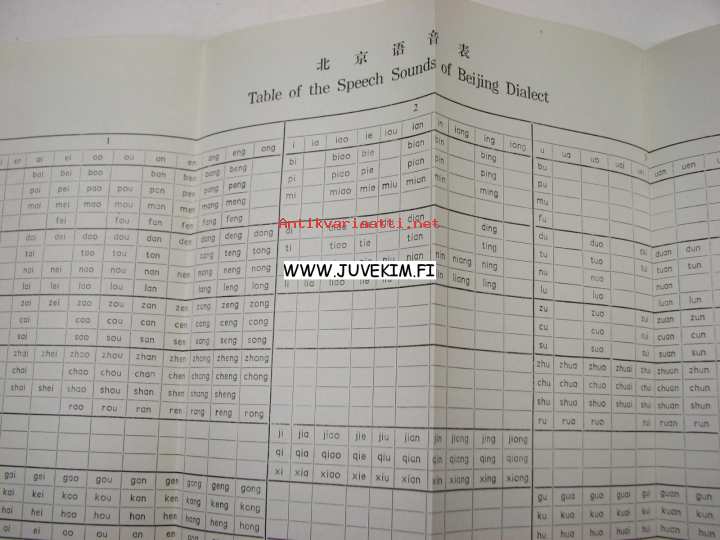 北京语音表
Table of the Speech Sounds of Beijing Dialect
1 2
ai ei ao ou an en ang eng ong i ia iao ie iou ian in iang ing iong u ua uo uai uei uan uen
bai bei bao ban ben bang beng bi biao bie bian bin bing bu
pai pei pao pou pan pen pang peng pi piao pie pian pin ping pu
mai mei mao mou man men mang meng mi miao mie miu mian min ming mu
fei fou fan fen fang feng fu
dai dei dao dou dan den dang deng dong dian ding du duo duan dun
tai tao tou tan tang teng tong ti tiao tie tian ting tu tuo tuan tun
nai nei nao nou nan nen nang neng nong nin niang ning nu nuo nuan
lai lei lao lou lan lang leng long lin liang ling lu luo luan lun
zai zei zao zou zan zen zang zeng zong zu zuo zui zuan zun
cai cao cou can cen cang ceng cong cu cuo cui cuan cun
sai sao sou san sen sang seng song su suo sui suan sun
zhai zhei zhao zhou zhan zhen zhang zheng zhong zhu zhua zhuo zhuai zhui zhuan zhun
chai chao chou chan chen chang cheng chong chu chua chuo chuai chui chuan chun
shai shei shao shou shan shen shang sheng shu shua shuo shuai shui shuan shun
rao rou ran ren rang reng rong ru rua ruo rui ruan run
ji jia jiao jie jiu jian jin jiang jing jiong
qi qia qiao qie qiu qian qin qiang qing qiong
xi xia xiao xie xiu xian xin xiang xing xiong
gai gei gao gou gan gen gang geng gong gu gua guo guai gui guan gun
kai kei kao kou kan ken kang keng kong ku kua kuo kuai kui kuan kun
hai hei hao hou han hen hang heng hong hu hua huo huai hui huan hun
ai ei ao ou an en
Antikvariaatti.net
WWW.JUVEKIM.FI